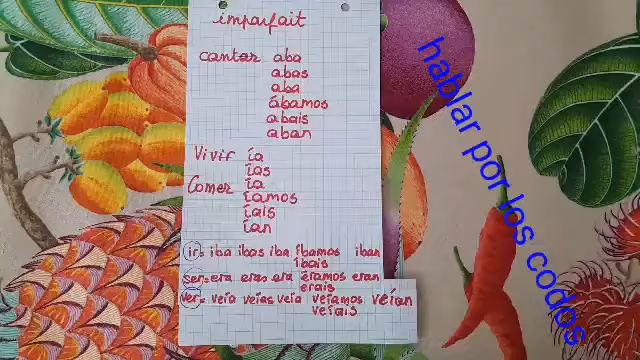 imparfait
cantar aba
abas
aba
ábamos
abais
aban
Vivir ía
ías
Comer ía
íamos
íais
ían
ir = iba ibas iba íbamos iban
ibais
ser = era eras era éramos eran
erais
ver = veía veías veía veíamos veían
veíais
hablar por los codos